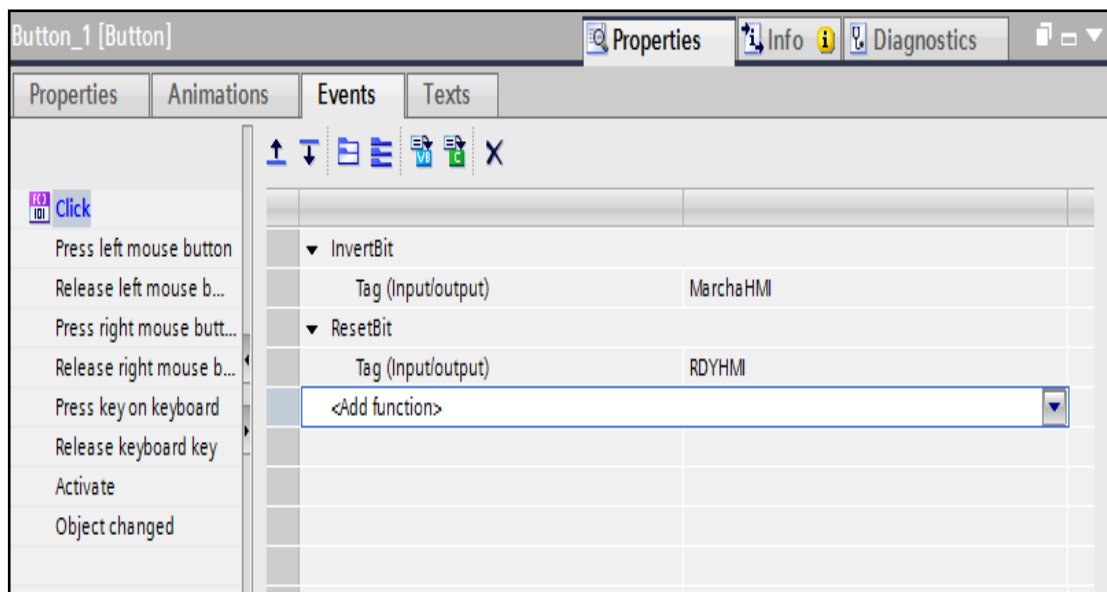 Button_1 [Button]
Properties
Info
Diagnostics
Properties
Animations
Events
Texts
Click
Press left mouse button
Release left mouse b...
Press right mouse butt...
Release right mouse b...
Press key on keyboard
Release keyboard key
Activate
Object changed
InvertBit
Tag (Input/output) MarchaHMI
ResetBit
Tag (Input/output) RDYHMI
<Add function>